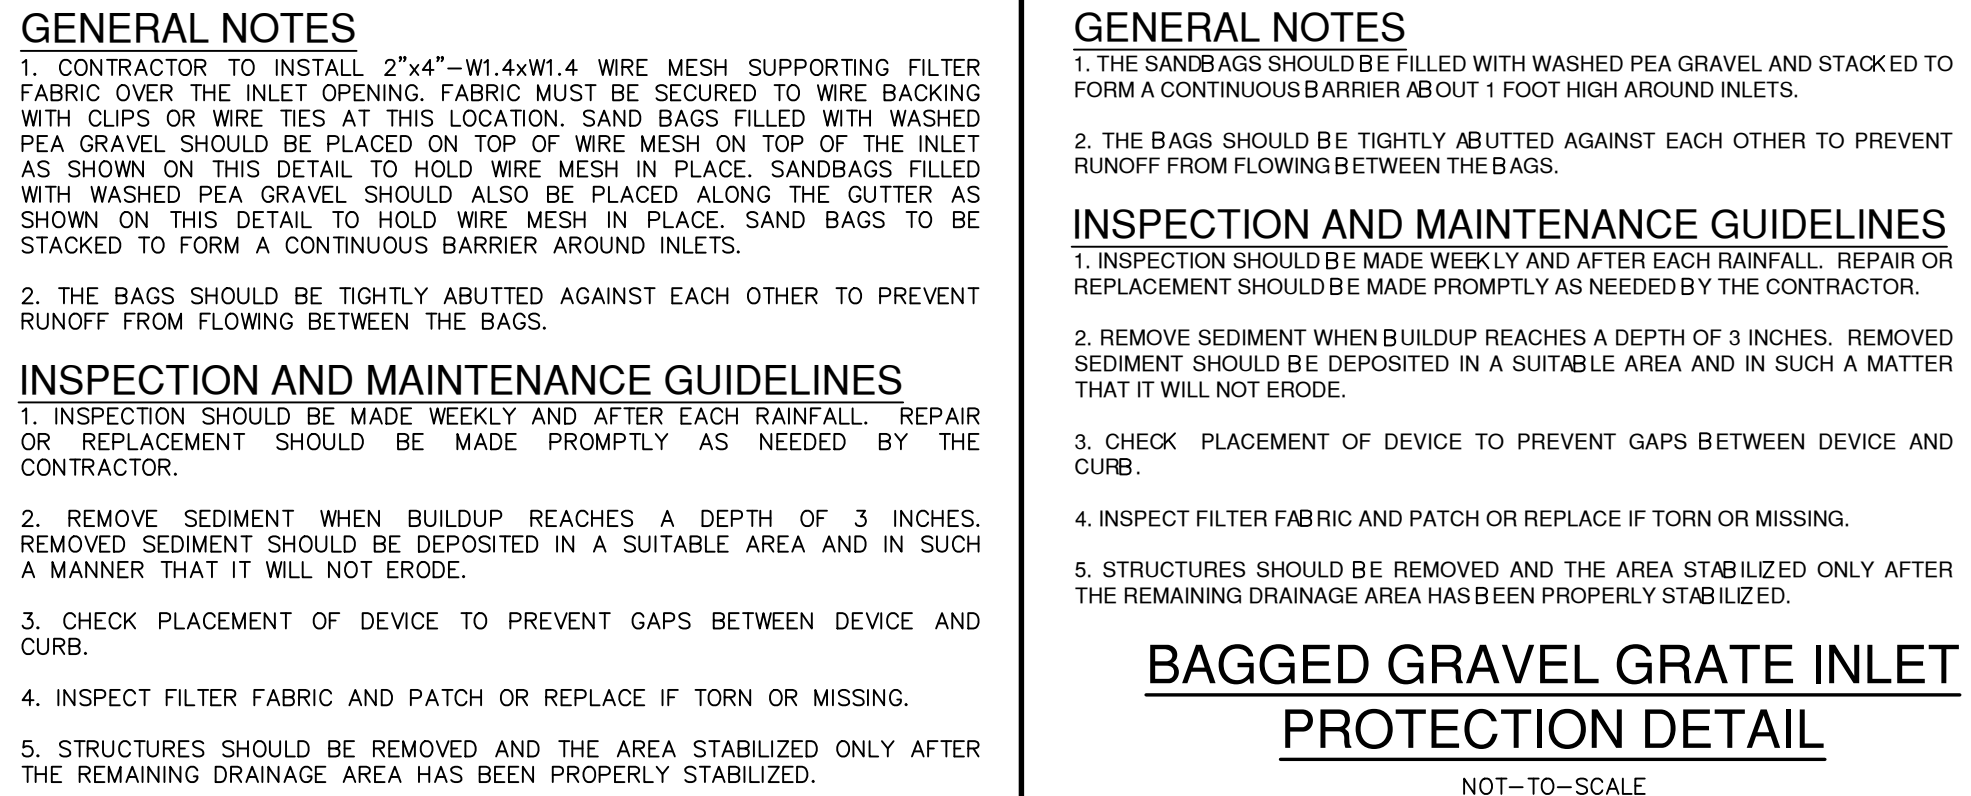 GENERAL NOTES
1. CONTRACTOR TO INSTALL 2"x4"-W1.4xW1.4 WIRE MESH SUPPORTING FILTER
FABRIC OVER THE INLET OPENING. FABRIC MUST BE SECURED TO WIRE BACKING
WITH CLIPS OR WIRE TIES AT THIS LOCATION. SAND BAGS FILLED WITH WASHED
PEA GRAVEL SHOULD BE PLACED ON TOP OF WIRE MESH ON TOP OF THE INLET
AS SHOWN ON THIS DETAIL TO HOLD WIRE MESH IN PLACE. SANDBAGS FILLED
WITH WASHED PEA GRAVEL SHOULD ALSO BE PLACED ALONG THE GUTTER AS
SHOWN ON THIS DETAIL TO HOLD WIRE MESH IN PLACE. SAND BAGS TO BE
STACKED TO FORM A CONTINUOUS BARRIER AROUND INLETS.
2. THE BAGS SHOULD BE TIGHTLY ABUTTED AGAINST EACH OTHER TO PREVENT
RUNOFF FROM FLOWING BETWEEN THE BAGS.
INSPECTION AND MAINTENANCE GUIDELINES
1. INSPECTION SHOULD BE MADE WEEKLY AND AFTER EACH RAINFALL. REPAIR
OR REPLACEMENT SHOULD BE MADE PROMPTLY AS NEEDED BY THE
CONTRACTOR.
2. REMOVE SEDIMENT WHEN BUILDUP REACHES A DEPTH OF 3 INCHES.
REMOVED SEDIMENT SHOULD BE DEPOSITED IN A SUITABLE AREA AND IN SUCH
A MANNER THAT IT WILL NOT ERODE.
3. CHECK PLACEMENT OF DEVICE TO PREVENT GAPS BETWEEN DEVICE AND
CURB.
4. INSPECT FILTER FABRIC AND PATCH OR REPLACE IF TORN OR MISSING.
5. STRUCTURES SHOULD BE REMOVED AND THE AREA STABILIZED ONLY AFTER
THE REMAINING DRAINAGE AREA HAS BEEN PROPERLY STABILIZED.
GENERAL NOTES
1. THE SANDBAGS SHOULD BE FILLED WITH WASHED PEA GRAVEL AND STACKED TO
FORM A CONTINUOUS BARRIER ABOUT 1 FOOT HIGH AROUND INLETS.
2. THE BAGS SHOULD BE TIGHTLY ABUTTED AGAINST EACH OTHER TO PREVENT
RUNOFF FROM FLOWING BETWEEN THE BAGS.
INSPECTION AND MAINTENANCE GUIDELINES
1. INSPECTION SHOULD BE MADE WEEKLY AND AFTER EACH RAINFALL. REPAIR OR
REPLACEMENT SHOULD BE MADE PROMPTLY AS NEEDED BY THE CONTRACTOR.
2. REMOVE SEDIMENT WHEN BUILDUP REACHES A DEPTH OF 3 INCHES. REMOVED
SEDIMENT SHOULD BE DEPOSITED IN A SUITABLE AREA AND IN SUCH A MATTER
THAT IT WILL NOT ERODE.
3. CHECK PLACEMENT OF DEVICE TO PREVENT GAPS BETWEEN DEVICE AND
CURB.
4. INSPECT FILTER FABRIC AND PATCH OR REPLACE IF TORN OR MISSING.
5. STRUCTURES SHOULD BE REMOVED AND THE AREA STABILIZED ONLY AFTER
THE REMAINING DRAINAGE AREA HAS BEEN PROPERLY STABILIZED.
BAGGED GRAVEL GRATE INLET
PROTECTION DETAIL
NOT-TO-SCALE